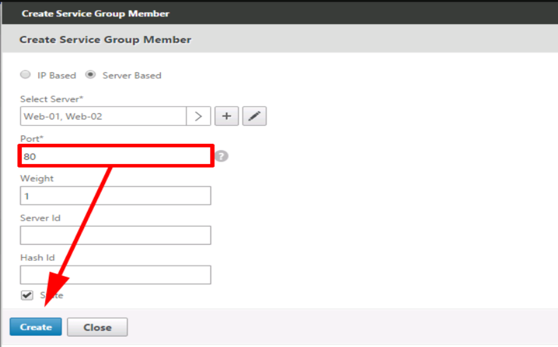 Create Service Group Member
Create Service Group Member
IP Based Server Based
Select Server*
Web-01, Web-02 > +
Port*
80 ?
Weight
1
Server Id
Hash Id
Create Close